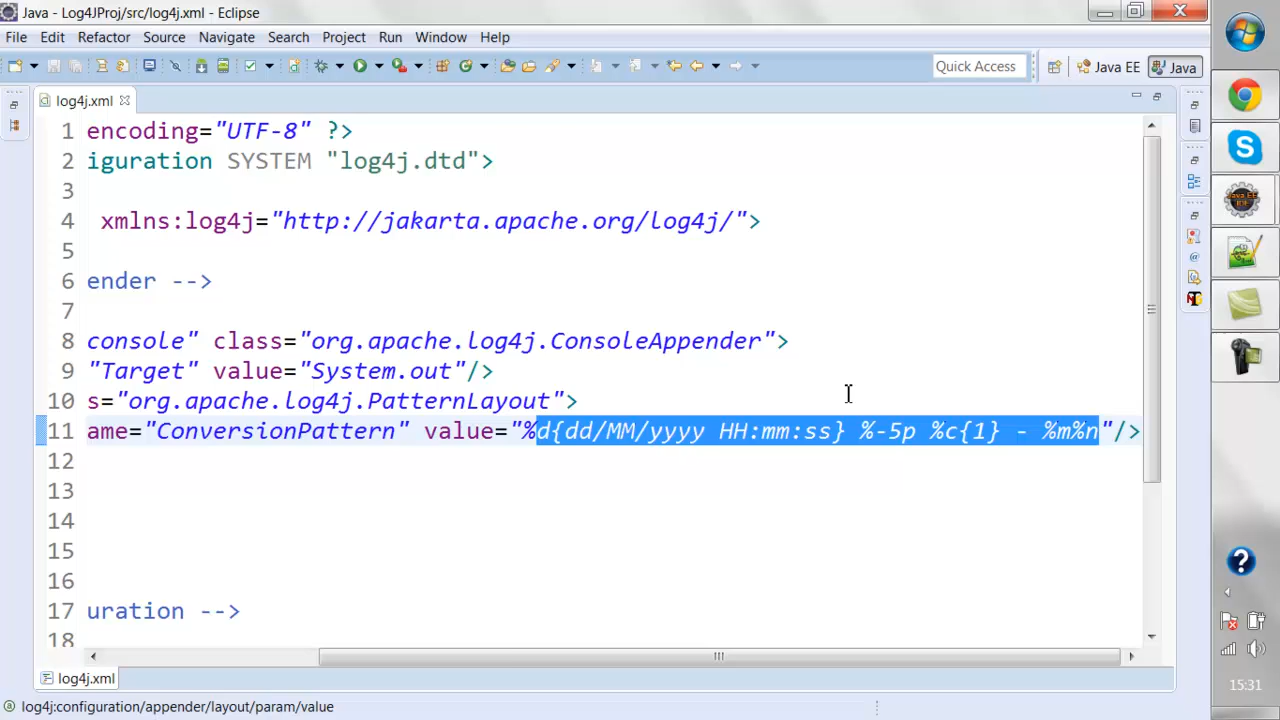 Java - Log4JProj/src/log4j.xml - Eclipse
File Edit Refactor Source Navigate Search Project Run Window Help
Quick Access Java EE Java
log4j.xml
1 encoding="UTF-8" ?>
2 iguration SYSTEM "log4j.dtd">
3
4 xmlns:log4j="http://jakarta.apache.org/log4j/">
5
6 ender -->
7
8 console" class="org.apache.log4j.ConsoleAppender">
9 "Target" value="System.out"/>
10 s="org.apache.log4j.PatternLayout">
11 ame="ConversionPattern" value="%d{dd/MM/yyyy HH:mm:ss} %-5p %c{1} - %m%n"/>
12
13
14
15
16
17 uration -->
18
log4j.xml
log4j:configuration/appender/layout/param/value
15:31